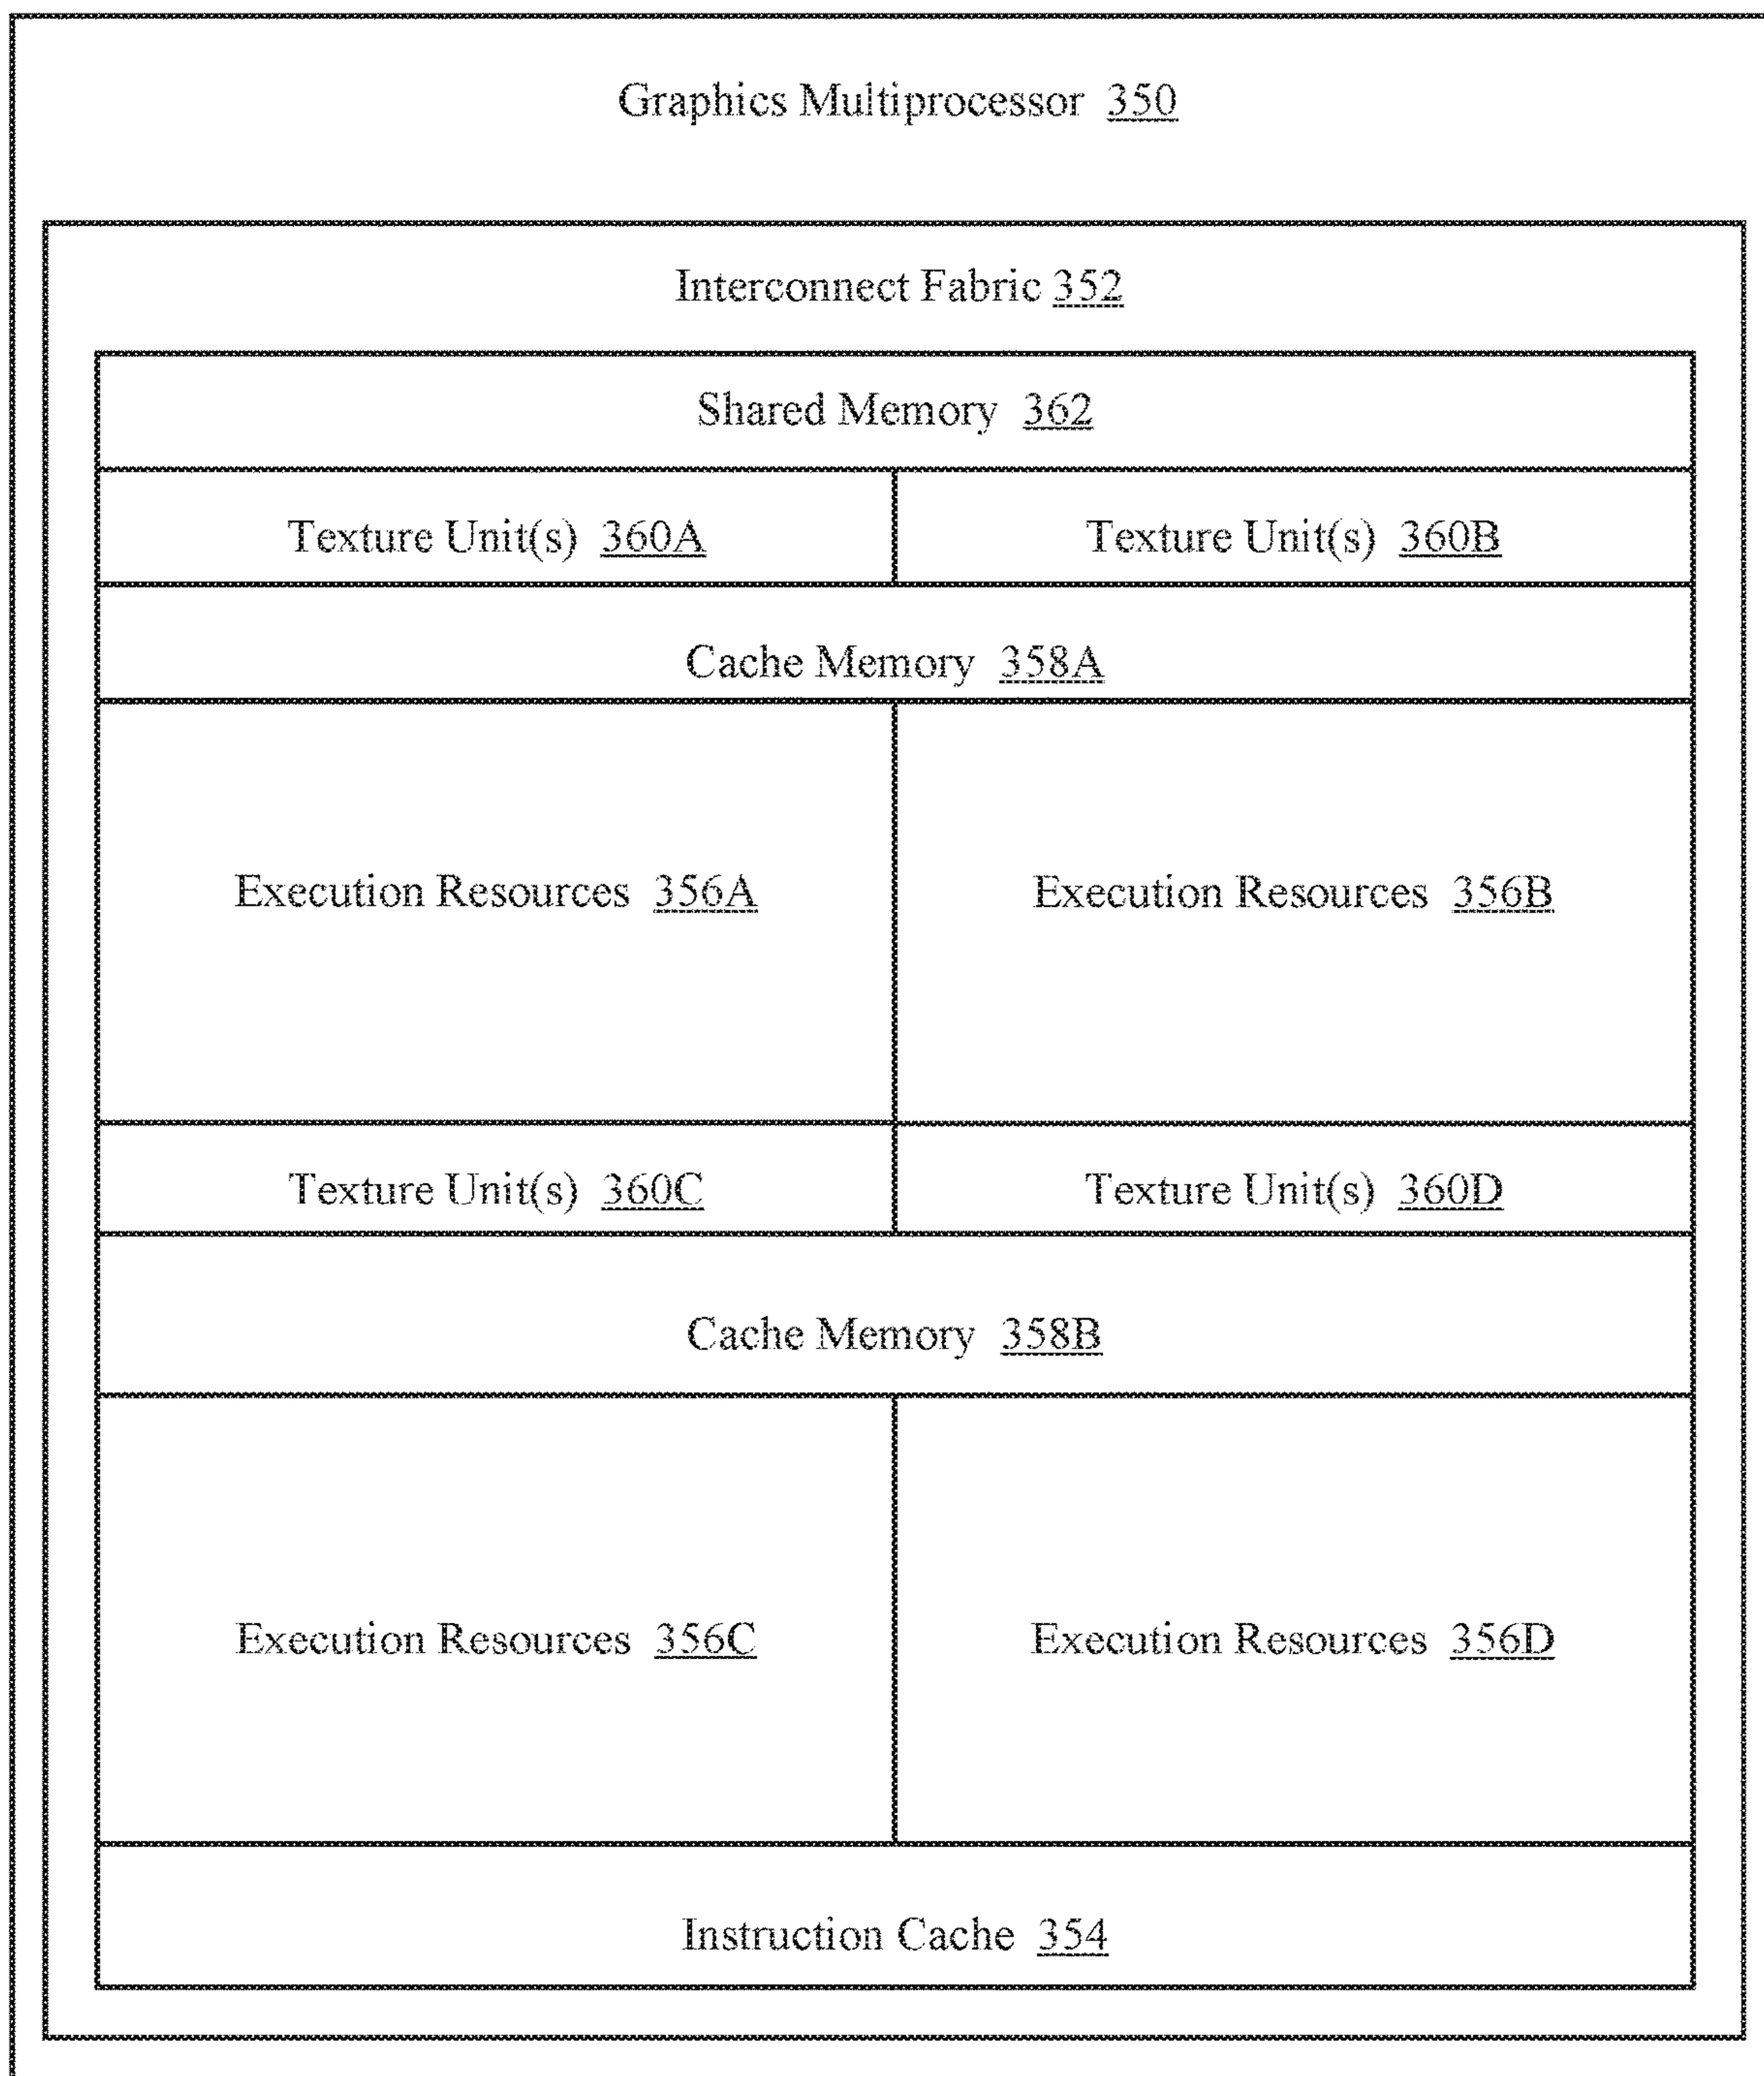 Graphics Multiprocessor 350
Interconnect Fabric 352
Shared Memory 362
Texture Unit(s) 360A
Texture Unit(s) 360B
Cache Memory 358A
Execution Resources 356A
Execution Resources 356B
Texture Unit(s) 360C
Texture Unit(s) 360D
Cache Memory 358B
Execution Resources 356C
Execution Resources 356D
Instruction Cache 354